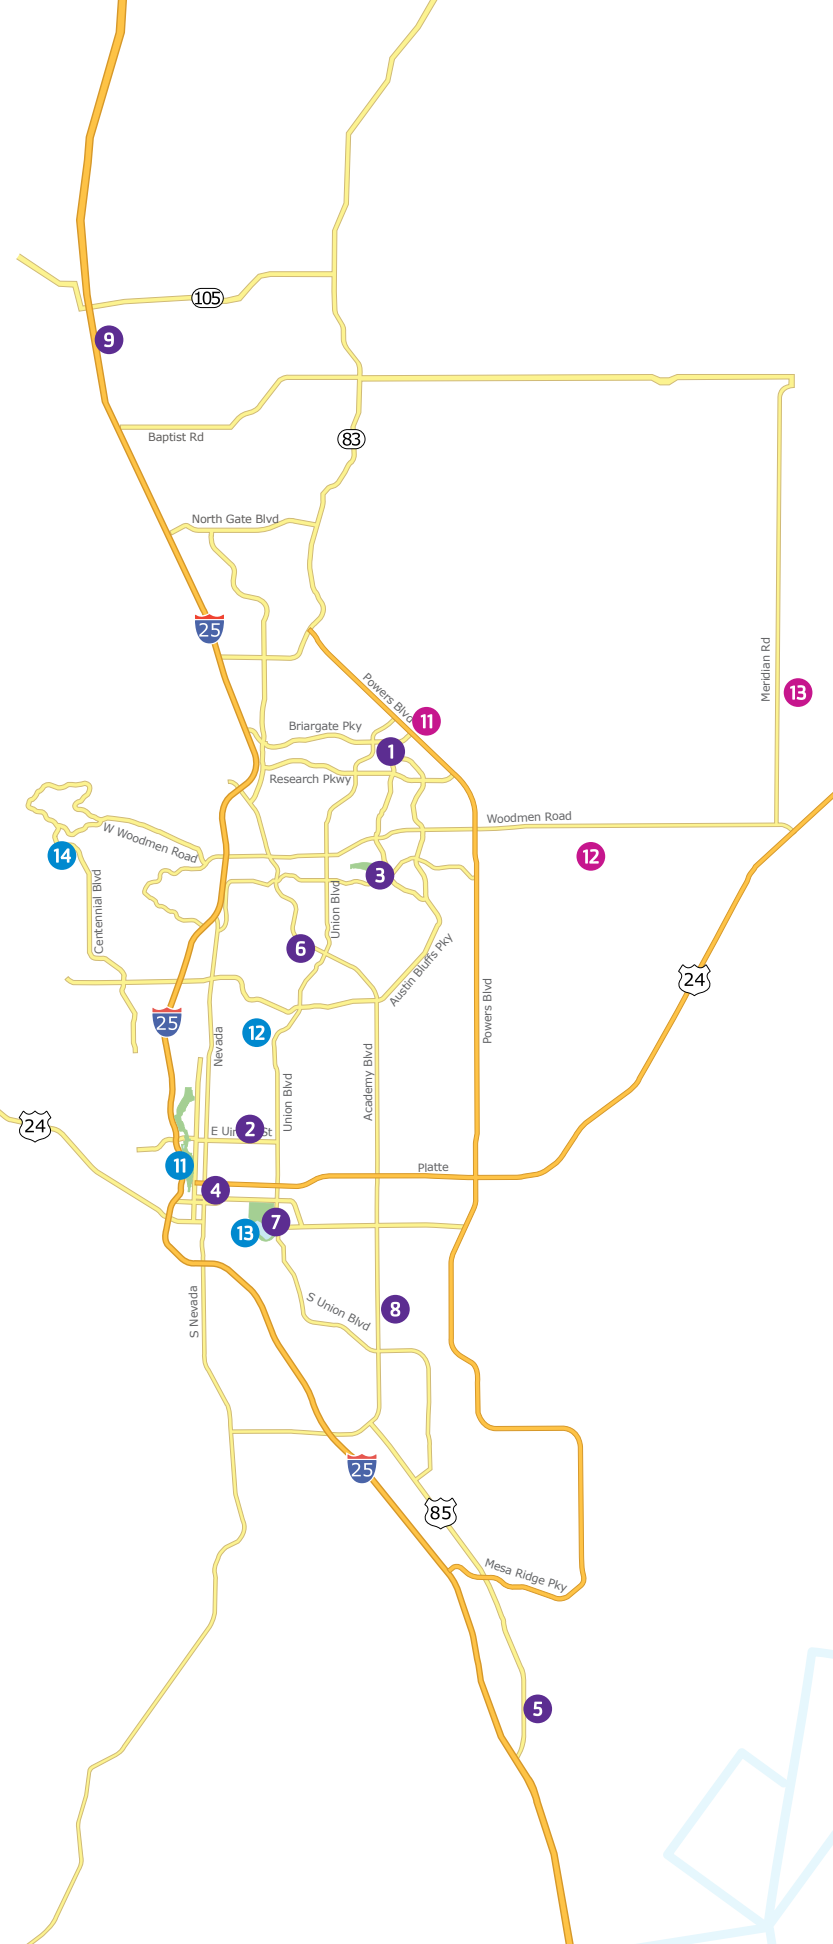 105
9
Baptist Rd
83
North Gate Blvd
25
Meridian Rd
13
Powers Blvd
11
Briargate Pky
1
Research Pkwy
Woodmen Road
W Woodmen Road
14
12
3
Centennial Blvd
Union Blvd
6
Austin Bluffs Pky
24
Powers Blvd
25
12
Nevada
Academy Blvd
Union Blvd
24
2
11
Platte
4
7
13
8
S Nevada
S Union Blvd
25
85
Mesa Ridge Pky
5